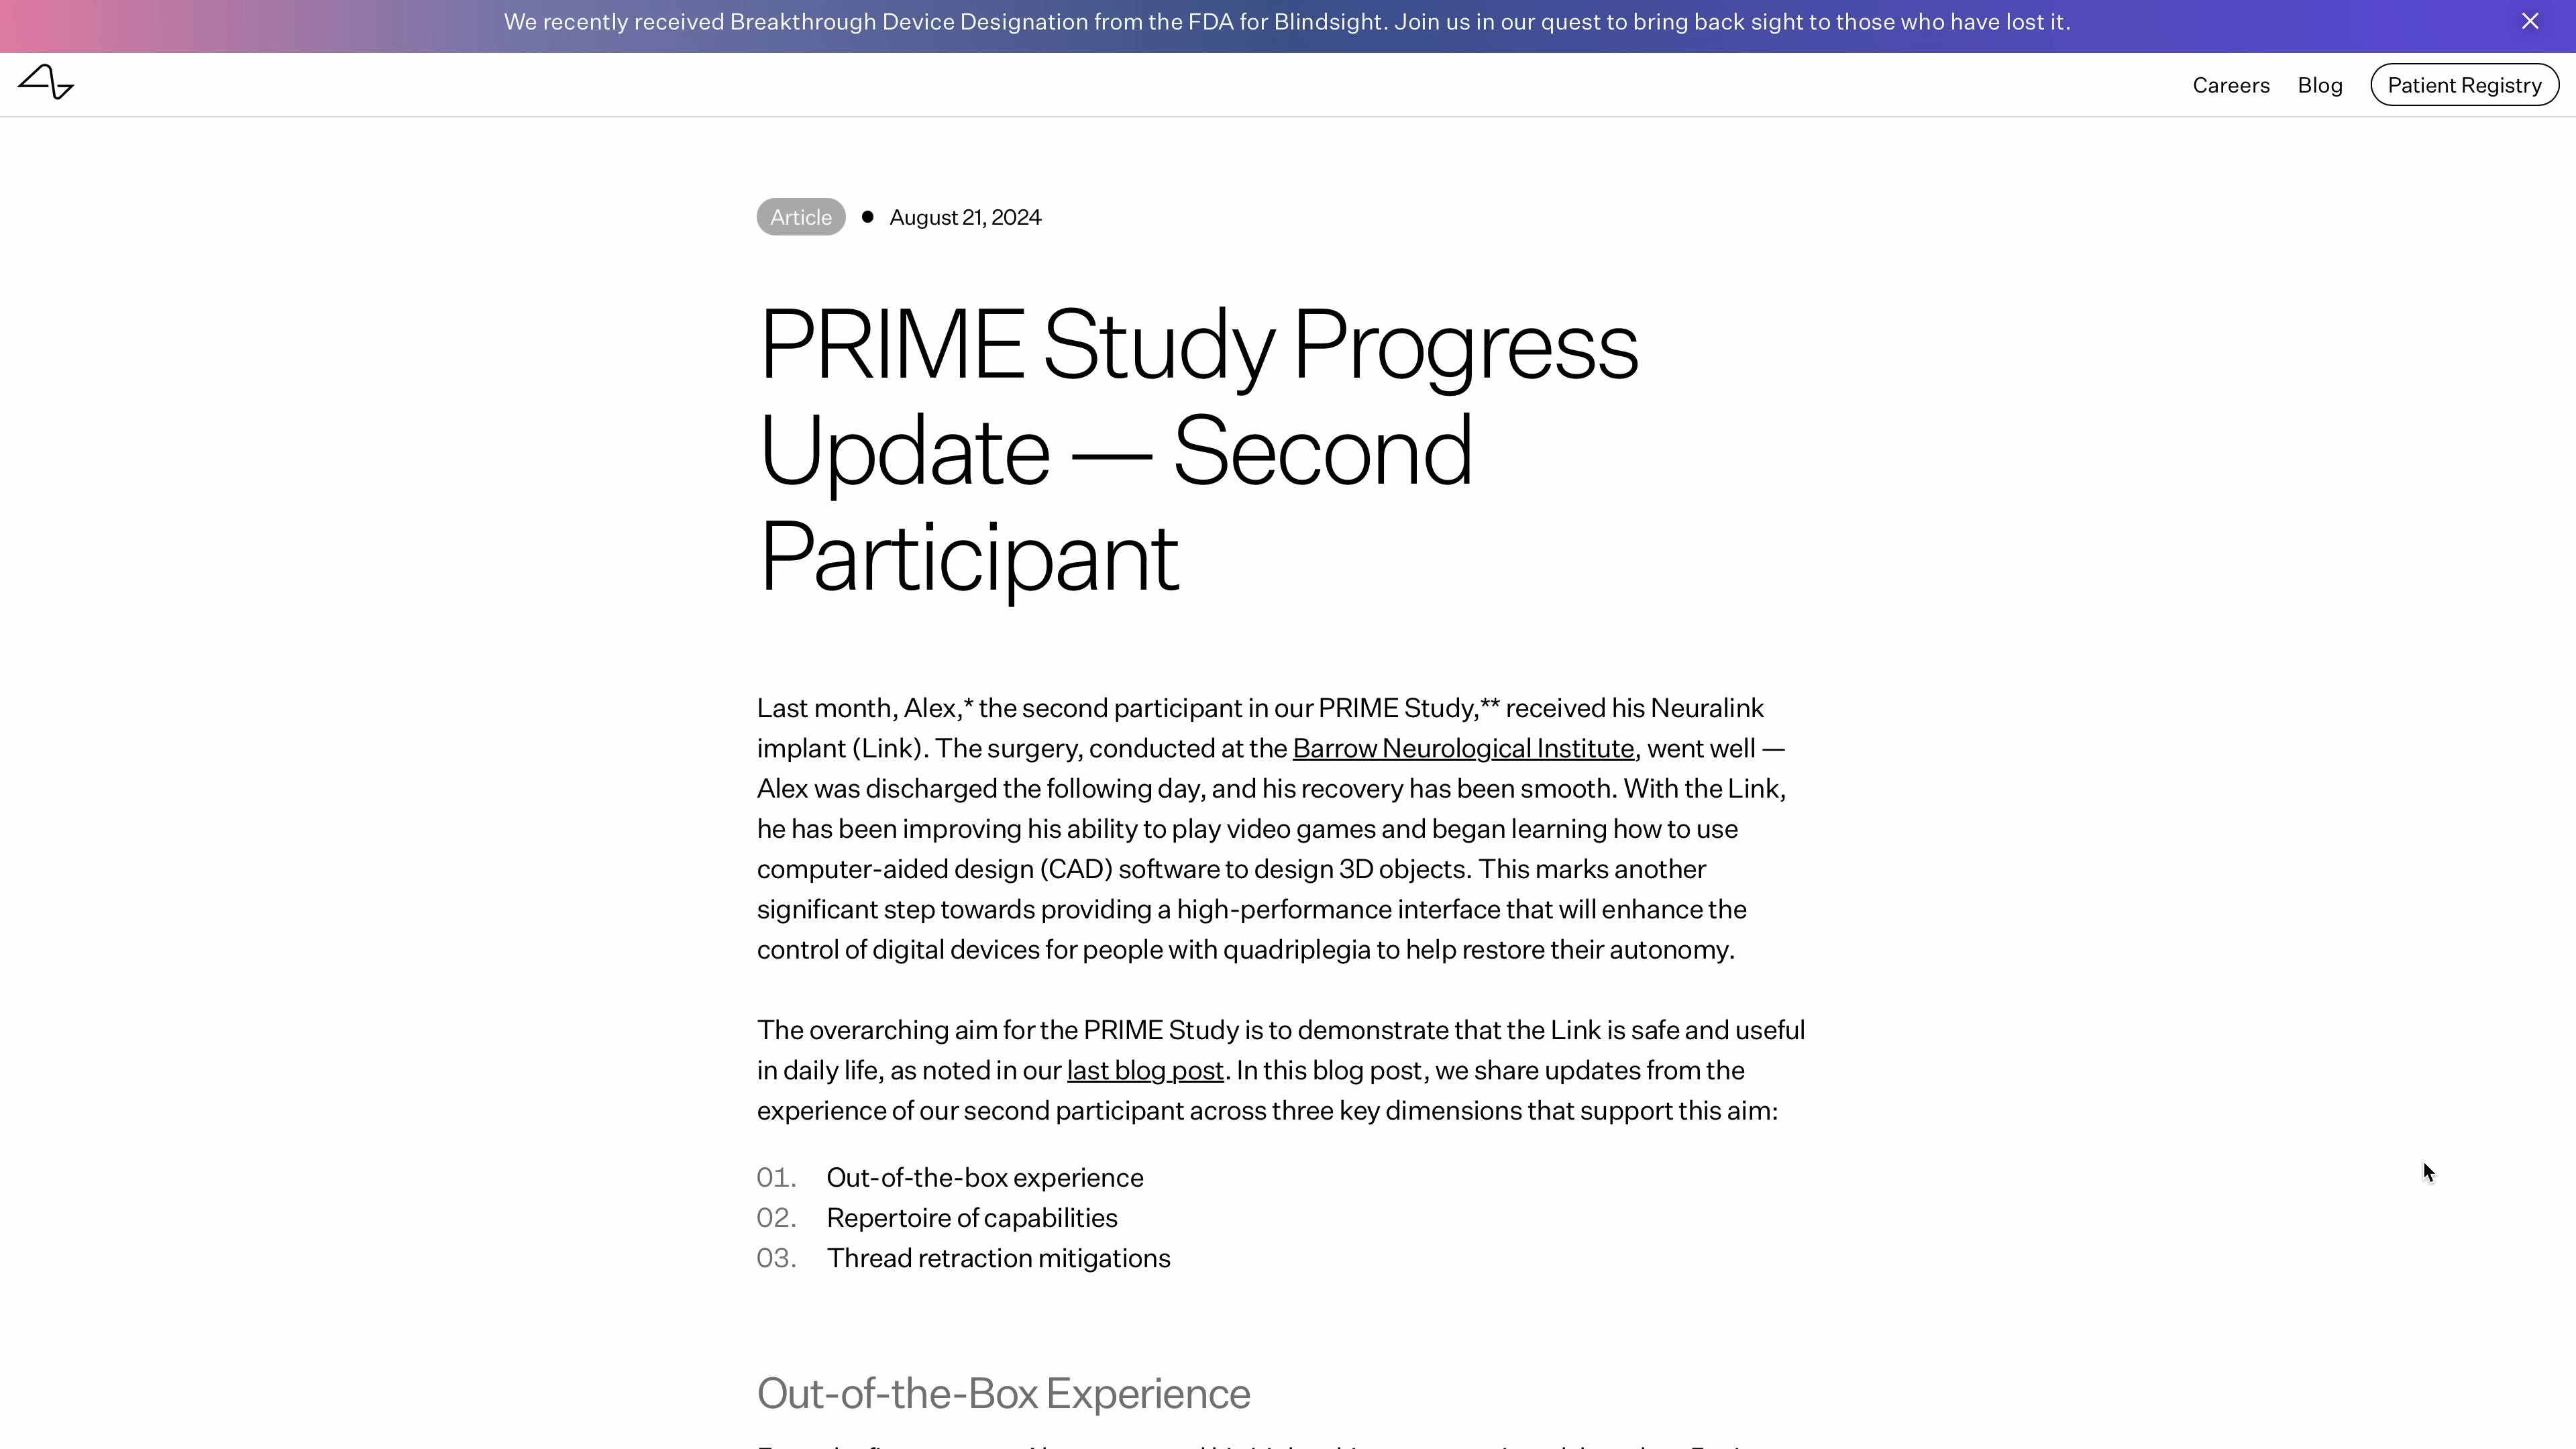 We recently received Breakthrough Device Designation from the FDA for Blindsight. Join us in our quest to bring back sight to those who have lost it.
Careers Blog Patient Registry
Article • August 21, 2024
PRIME Study Progress
Update — Second
Participant
Last month, Alex,* the second participant in our PRIME Study,** received his Neuralink
implant (Link). The surgery, conducted at the Barrow Neurological Institute, went well —
Alex was discharged the following day, and his recovery has been smooth. With the Link,
he has been improving his ability to play video games and began learning how to use
computer-aided design (CAD) software to design 3D objects. This marks another
significant step towards providing a high-performance interface that will enhance the
control of digital devices for people with quadriplegia to help restore their autonomy.
The overarching aim for the PRIME Study is to demonstrate that the Link is safe and useful
in daily life, as noted in our last blog post. In this blog post, we share updates from the
experience of our second participant across three key dimensions that support this aim:
01. Out-of-the-box experience
02. Repertoire of capabilities
03. Thread retraction mitigations
Out-of-the-Box Experience